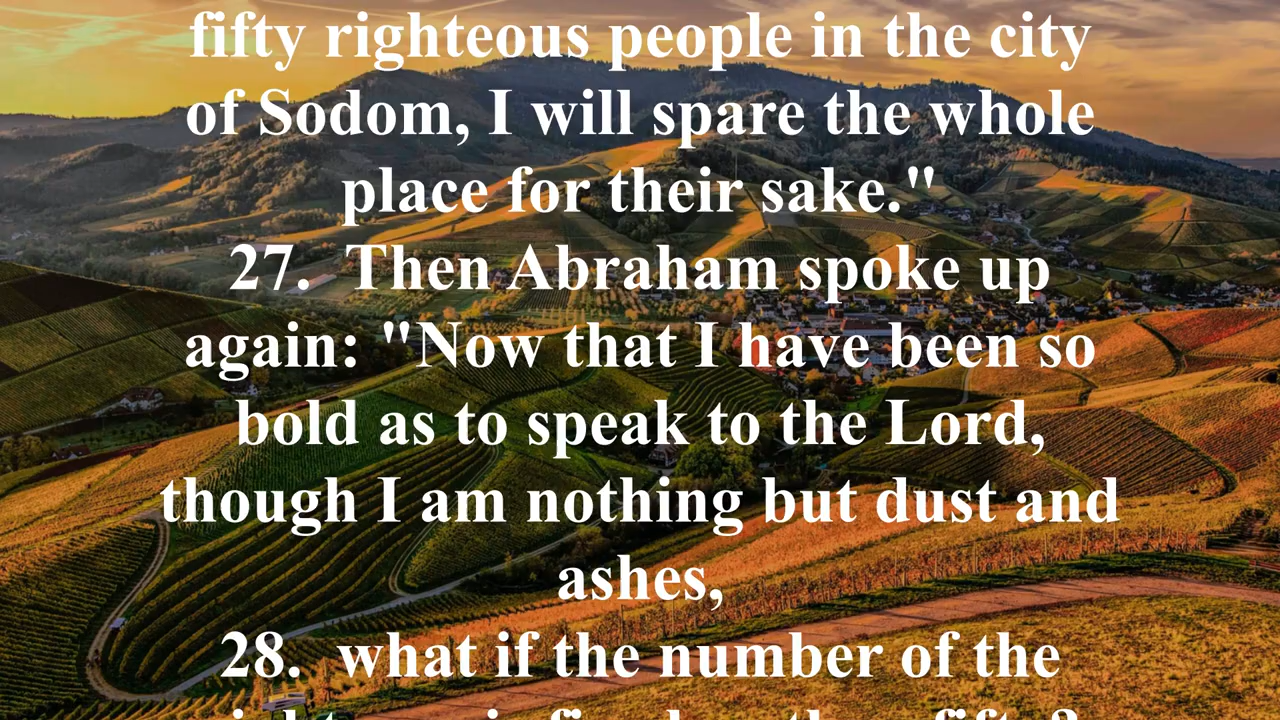 fifty righteous people in the city
of Sodom, I will spare the whole
place for their sake."
27.  Then Abraham spoke up
again: "Now that I have been so
bold as to speak to the Lord,
though I am nothing but dust and
ashes,
28.  what if the number of the